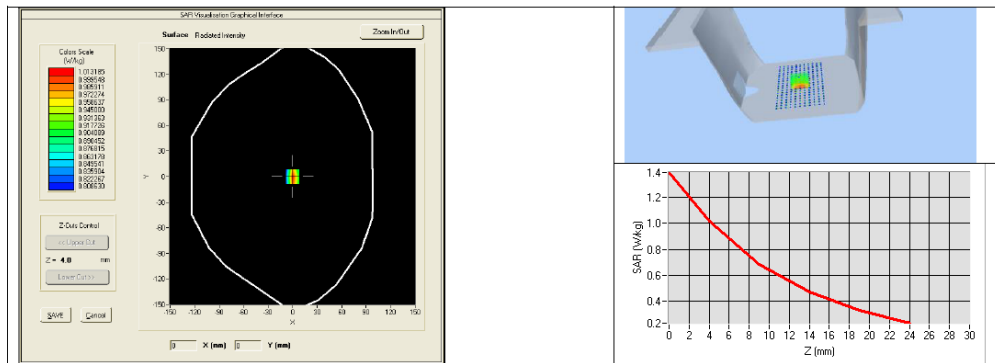 SAR Visualisation Graphical Interface
Surface Radiated Intensity
Zoom In/Out
Colors Scale
(W/kg)
1.013185
0.999548
0.985911
0.972274
0.958637
0.945000
0.931363
0.917726
0.904089
0.890452
0.876815
0.863178
0.849541
0.835904
0.822267
0.808630
Z-Cuts Control
<< Upper Cut
Z = 4.0 mm
Lower Cut >>
SAVE Cancel
150
120
90
60
30
0
-30
-60
-90
-120
-150
Y
-150 -120 -90 -60 -30 0 30 60 90 120 150
X
0 X (mm) 0 Y (mm)
1.4
1.2
1.0
0.8
0.6
0.4
0.2
SAR (W/kg)
0 2 4 6 8 10 12 14 16 18 20 22 24 26 28 30
Z (mm)